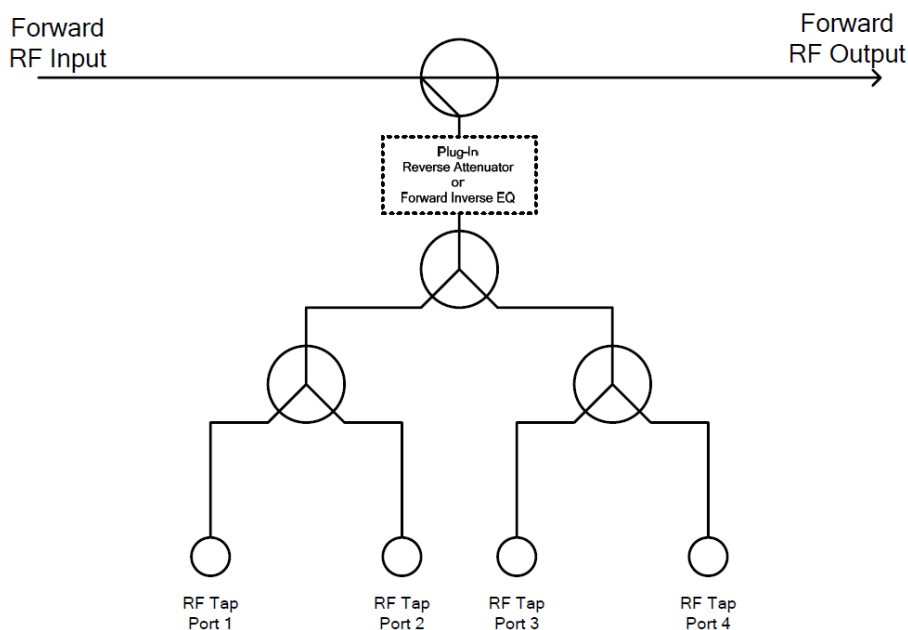 Forward
RF Input
Forward
RF Output
Plug-In
Reverse Attenuator
or
Forward Inverse EQ
RF Tap
Port 1
RF Tap
Port 2
RF Tap
Port 3
RF Tap
Port 4